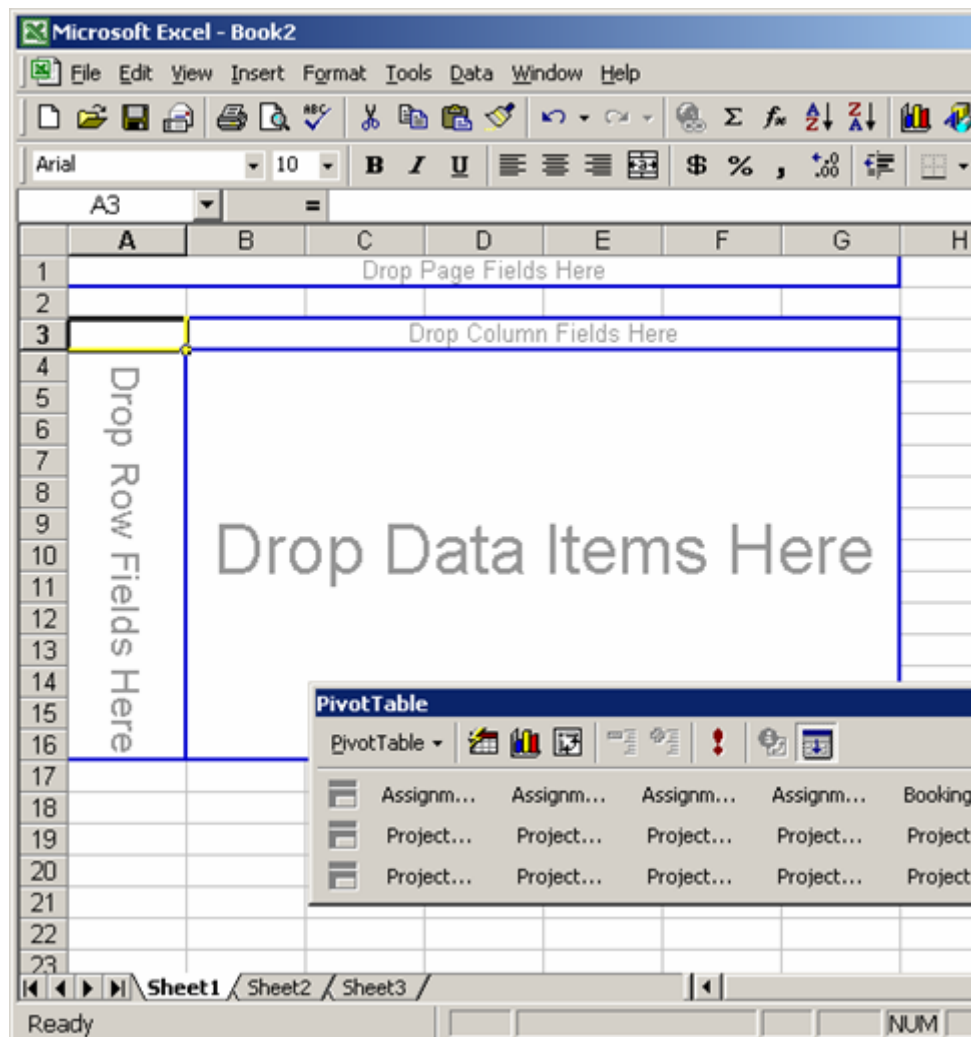 Microsoft Excel - Book2
File Edit View Insert Format Tools Data Window Help
ABC Σ fx A Z Z A
Arial 10 B I U a $ % , .00
A3 =
A B C D E F G H
1 Drop Page Fields Here
2
3 Drop Column Fields Here
4
5
6
7
8
9
10
11
12
13
14
15
16
17
18
19
20
21
22
23
Drop Row Fields Here
Drop Data Items Here
PivotTable
PivotTable
Assignm... Assignm... Assignm... Assignm... Booking
Project... Project... Project... Project... Project
Project... Project... Project... Project... Project
Sheet1 Sheet2 Sheet3
Ready NUM